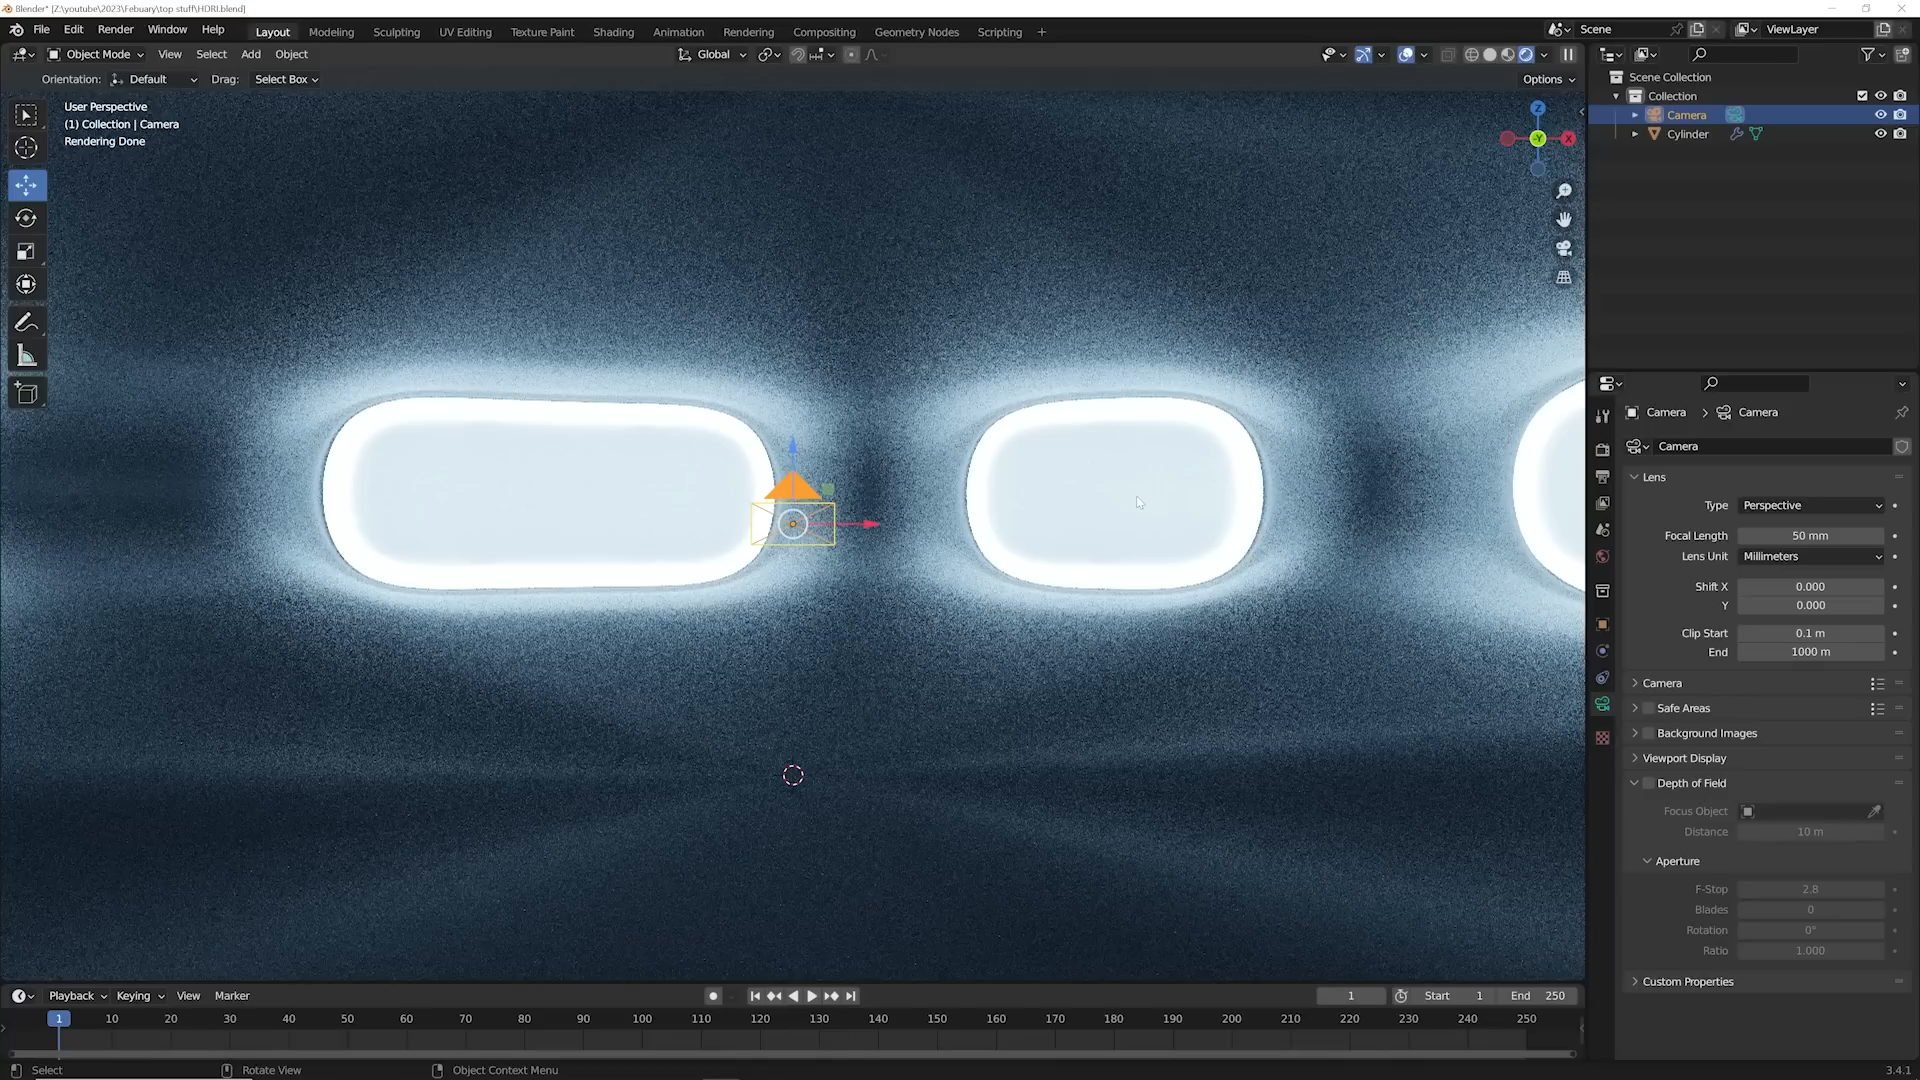 Blender* [Z:\youtube\2023\Febuary\top stuff\HDRI.blend]
File Edit Render Window Help Layout Modeling Sculpting UV Editing Texture Paint Shading Animation Rendering Compositing Geometry Nodes Scripting + Scene ViewLayer
Object Mode View Select Add Object Global
Orientation: Default Drag: Select Box Options
User Perspective
(1) Collection | Camera
Rendering Done
Z
-Y
X
Scene Collection
Collection
Camera
Cylinder
Camera > Camera
Camera
Lens
Type Perspective
Focal Length 50 mm
Lens Unit Millimeters
Shift X 0.000
Y 0.000
Clip Start 0.1 m
End 1000 m
Camera
Safe Areas
Background Images
Viewport Display
Depth of Field
Focus Object
Distance 10 m
Aperture
F-Stop 2.8
Blades 0
Rotation 0°
Ratio 1.000
Custom Properties
Playback Keying View Marker 1 Start 1 End 250
1 10 20 30 40 50 60 70 80 90 100 110 120 130 140 150 160 170 180 190 200 210 220 230 240 250
Select Rotate View Object Context Menu 3.4.1